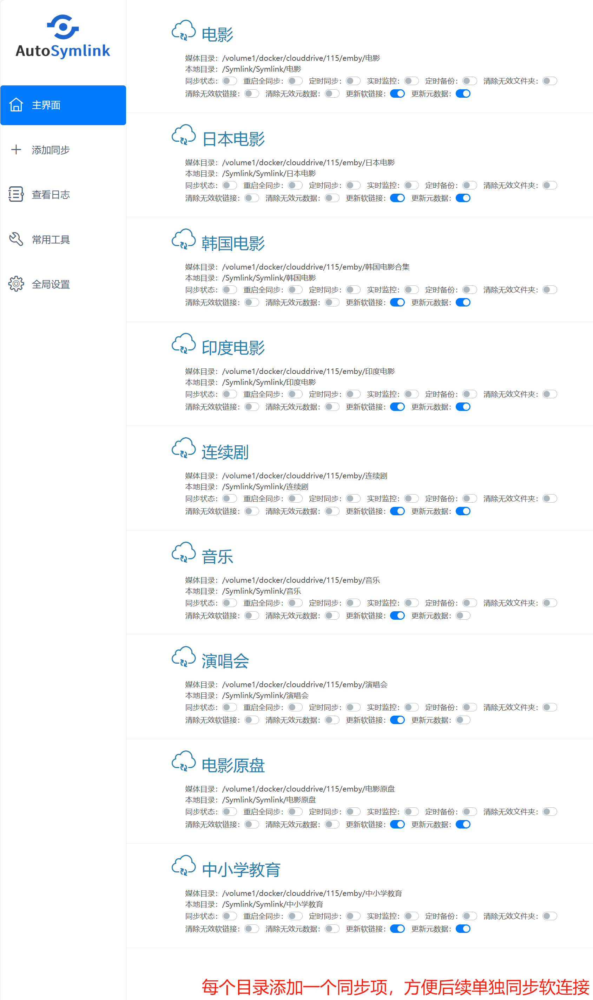 AutoSymlink
主界面
添加同步
查看日志
常用工具
全局设置
电影
媒体目录：/volume1/docker/clouddrive/115/emby/电影
本地目录：/Symlink/Symlink/电影
同步状态： 重启全同步： 定时同步： 实时监控： 定时备份： 清除无效文件夹：
清除无效软链接： 清除无效元数据： 更新软链接： 更新元数据：
日本电影
媒体目录：/volume1/docker/clouddrive/115/emby/日本电影
本地目录：/Symlink/Symlink/日本电影
同步状态： 重启全同步： 定时同步： 实时监控： 定时备份： 清除无效文件夹：
清除无效软链接： 清除无效元数据： 更新软链接： 更新元数据：
韩国电影
媒体目录：/volume1/docker/clouddrive/115/emby/韩国电影合集
本地目录：/Symlink/Symlink/韩国电影
同步状态： 重启全同步： 定时同步： 实时监控： 定时备份： 清除无效文件夹：
清除无效软链接： 清除无效元数据： 更新软链接： 更新元数据：
印度电影
媒体目录：/volume1/docker/clouddrive/115/emby/印度电影
本地目录：/Symlink/Symlink/印度电影
同步状态： 重启全同步： 定时同步： 实时监控： 定时备份： 清除无效文件夹：
清除无效软链接： 清除无效元数据： 更新软链接： 更新元数据：
连续剧
媒体目录：/volume1/docker/clouddrive/115/emby/连续剧
本地目录：/Symlink/Symlink/连续剧
同步状态： 重启全同步： 定时同步： 实时监控： 定时备份： 清除无效文件夹：
清除无效软链接： 清除无效元数据： 更新软链接： 更新元数据：
音乐
媒体目录：/volume1/docker/clouddrive/115/emby/音乐
本地目录：/Symlink/Symlink/音乐
同步状态： 重启全同步： 定时同步： 实时监控： 定时备份： 清除无效文件夹：
清除无效软链接： 清除无效元数据： 更新软链接： 更新元数据：
演唱会
媒体目录：/volume1/docker/clouddrive/115/emby/演唱会
本地目录：/Symlink/Symlink/演唱会
同步状态： 重启全同步： 定时同步： 实时监控： 定时备份： 清除无效文件夹：
清除无效软链接： 清除无效元数据： 更新软链接： 更新元数据：
电影原盘
媒体目录：/volume1/docker/clouddrive/115/emby/电影原盘
本地目录：/Symlink/Symlink/电影原盘
同步状态： 重启全同步： 定时同步： 实时监控： 定时备份： 清除无效文件夹：
清除无效软链接： 清除无效元数据： 更新软链接： 更新元数据：
中小学教育
媒体目录：/volume1/docker/clouddrive/115/emby/中小学教育
本地目录：/Symlink/Symlink/中小学教育
同步状态： 重启全同步： 定时同步： 实时监控： 定时备份： 清除无效文件夹：
清除无效软链接： 清除无效元数据： 更新软链接： 更新元数据：
每个目录添加一个同步项，方便后续单独同步软连接